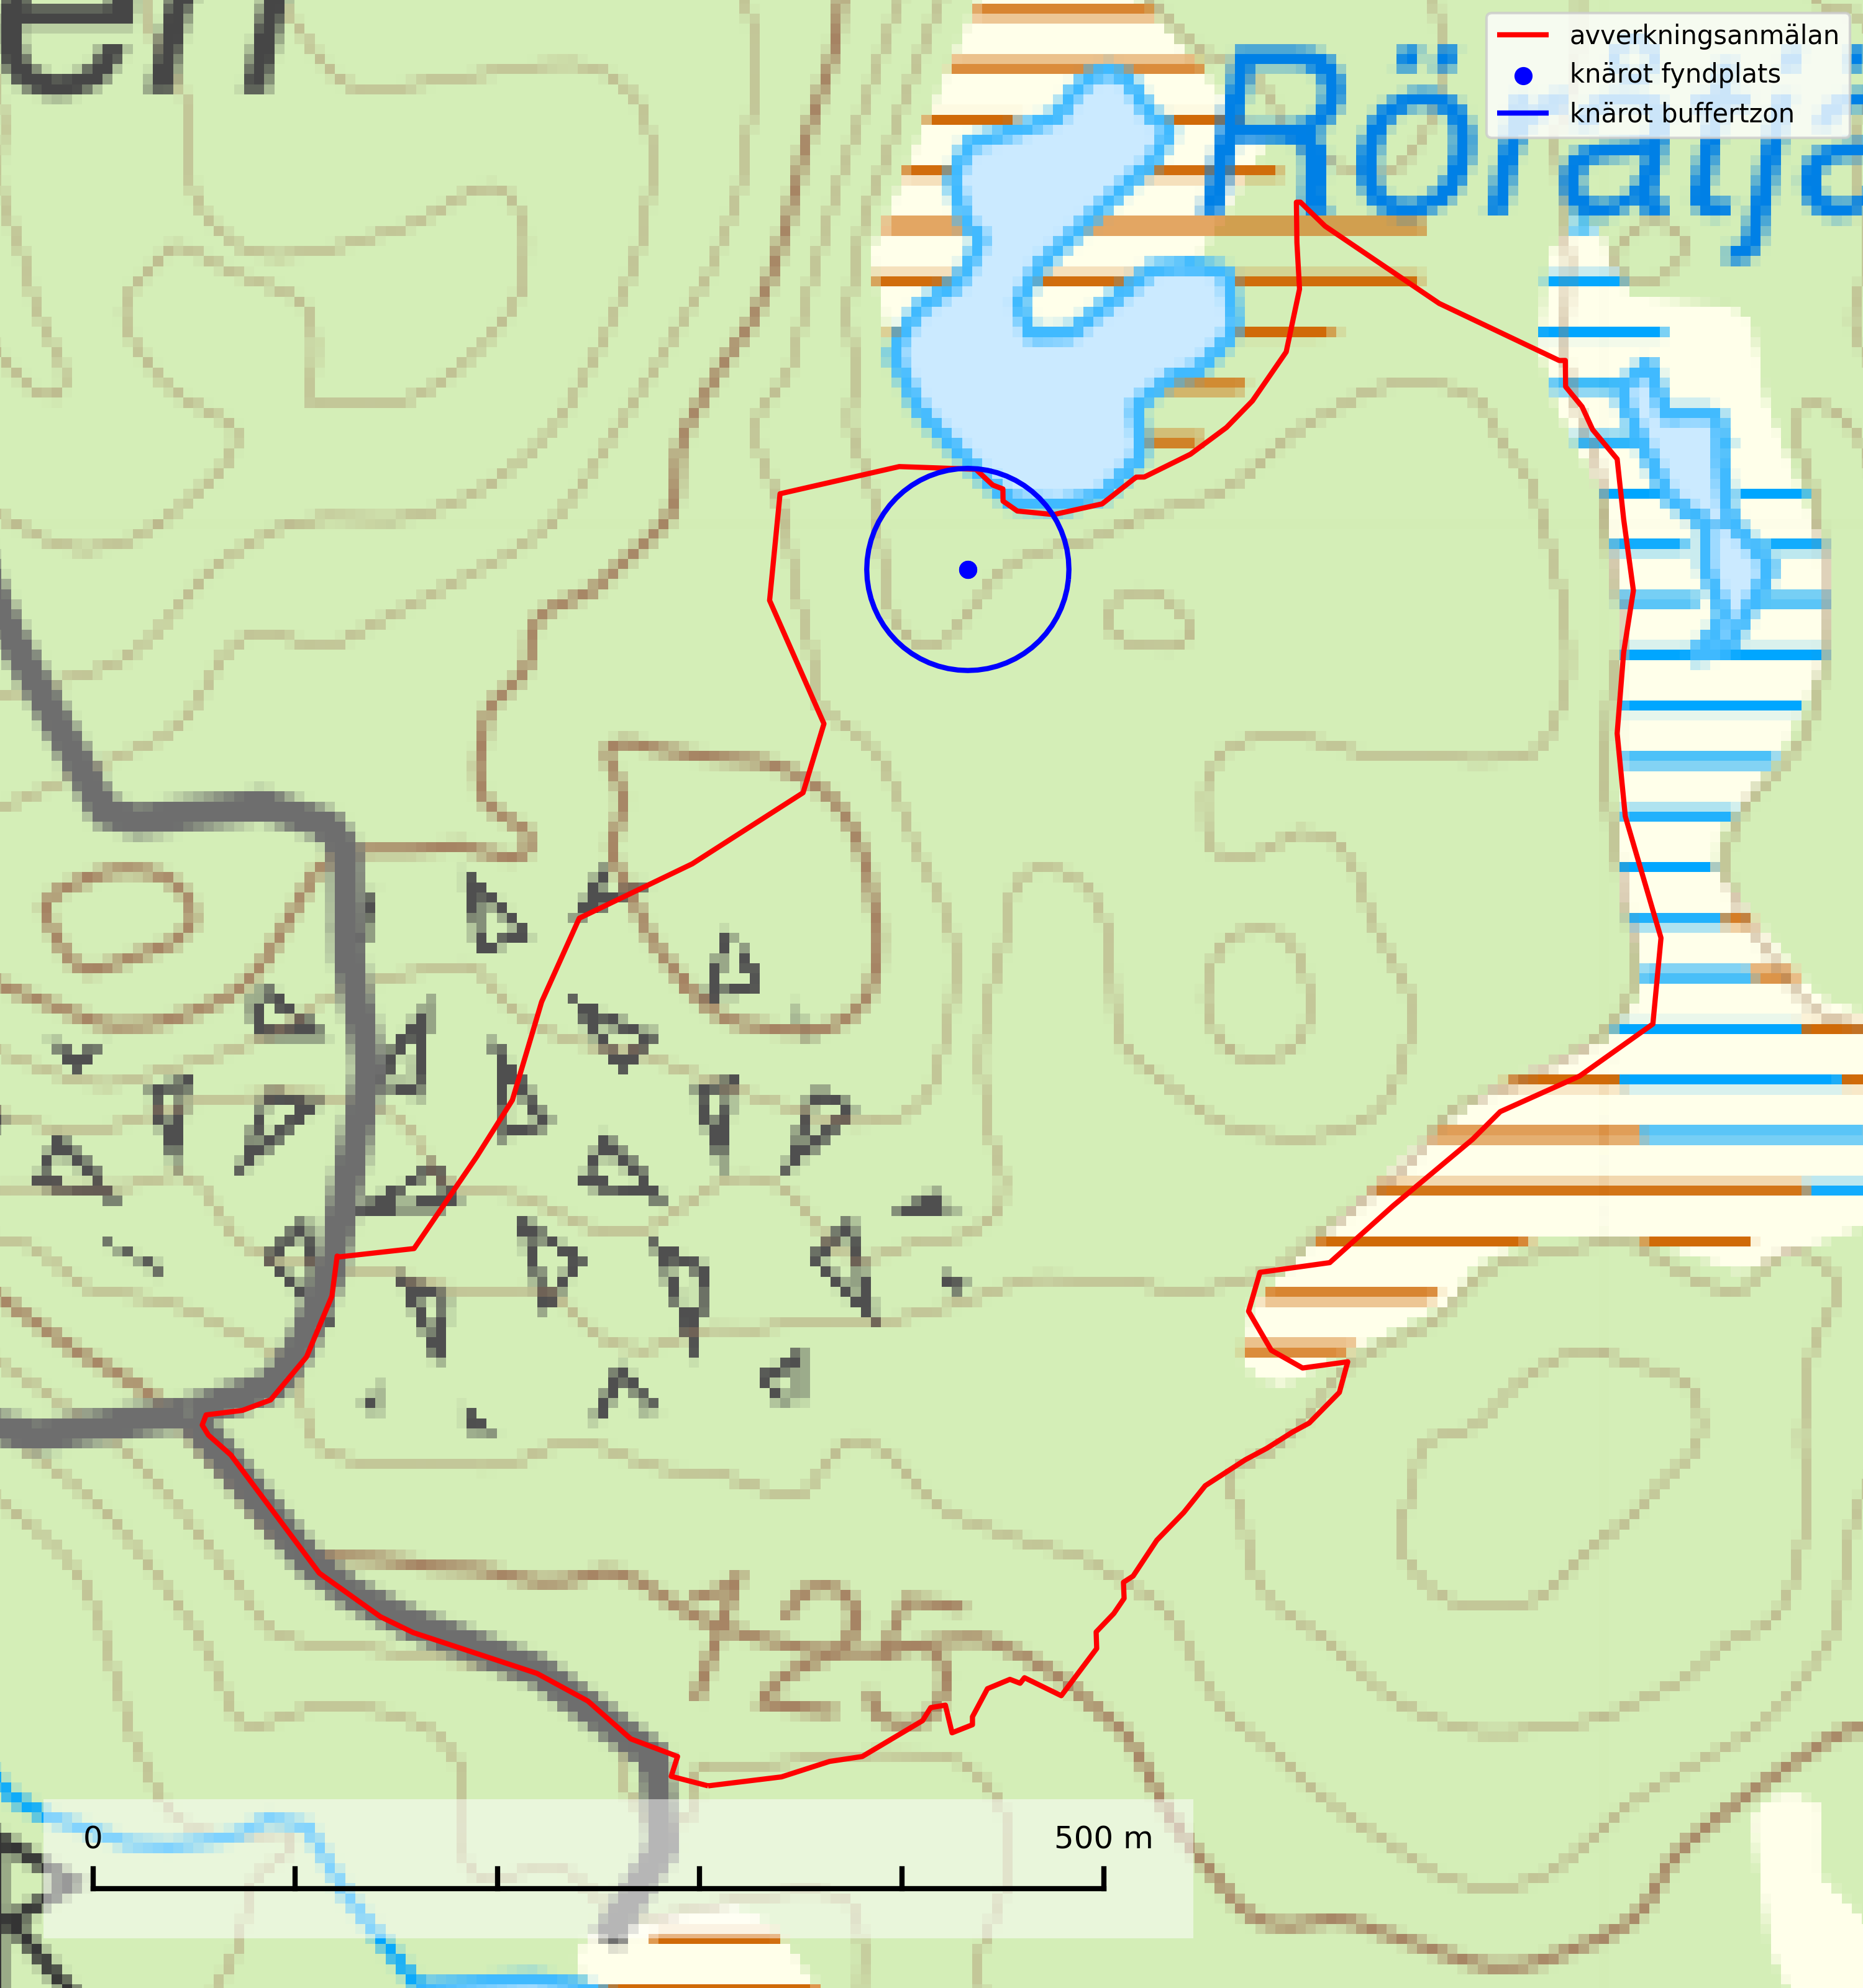 avverkningsanmälan
knärot fyndplats
knärot buffertzon
125
0 500 m